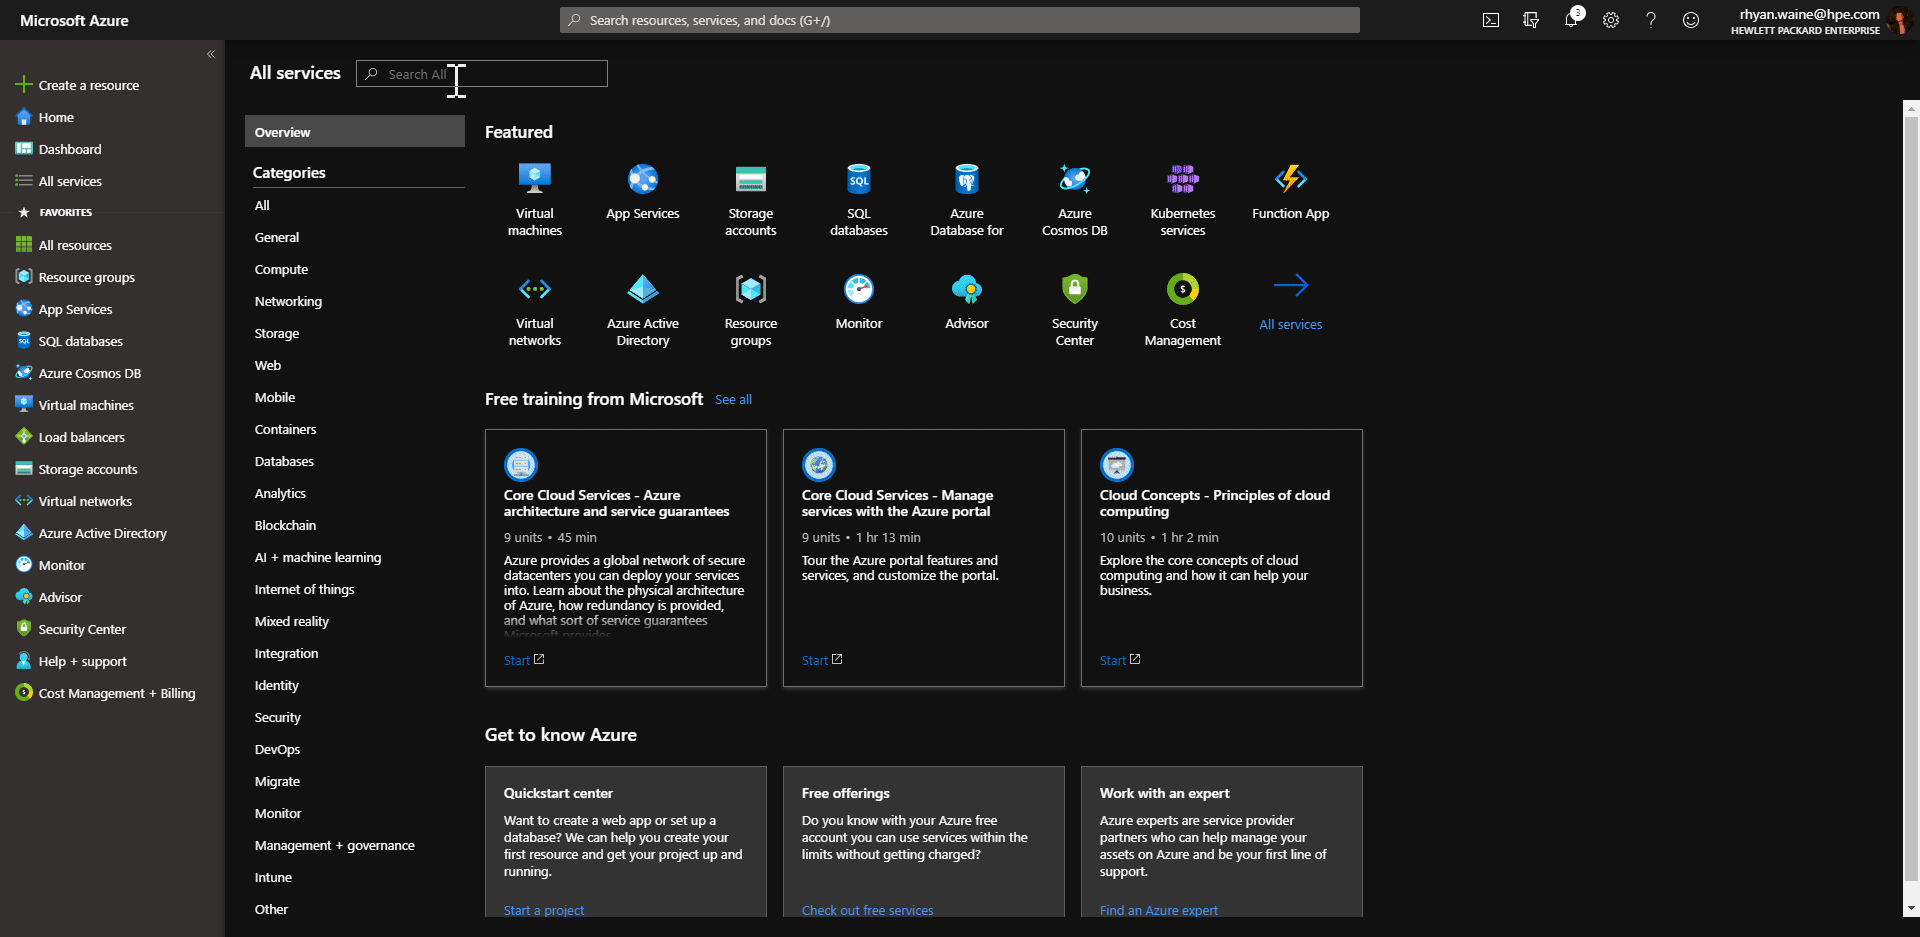 Microsoft Azure
Search resources, services, and docs (G+/)
3
rhyan.waine@hpe.com
HEWLETT PACKARD ENTERPRISE
«
Create a resource
Home
Dashboard
All services
FAVORITES
All resources
Resource groups
App Services
SQL
SQL databases
Azure Cosmos DB
Virtual machines
Load balancers
Storage accounts
Virtual networks
Azure Active Directory
Monitor
Advisor
Security Center
Help + support
Cost Management + Billing
All services
Search All
Overview
Categories
All
General
Compute
Networking
Storage
Web
Mobile
Containers
Databases
Analytics
Blockchain
AI + machine learning
Internet of things
Mixed reality
Integration
Identity
Security
DevOps
Migrate
Monitor
Management + governance
Intune
Other
Featured
Virtual
machines
App Services
Storage
accounts
SQL
SQL
databases
Azure
Database for
Azure
Cosmos DB
Kubernetes
services
Function App
Virtual
networks
Azure Active
Directory
Resource
groups
Monitor
Advisor
Security
Center
$
Cost
Management
All services
Free training from Microsoft See all
Core Cloud Services - Azure
architecture and service guarantees
9 units • 45 min
Azure provides a global network of secure
datacenters you can deploy your services
into. Learn about the physical architecture
of Azure, how redundancy is provided,
and what sort of service guarantees
Microsoft provides
Start
Core Cloud Services - Manage
services with the Azure portal
9 units • 1 hr 13 min
Tour the Azure portal features and
services, and customize the portal.
Start
Cloud Concepts - Principles of cloud
computing
10 units • 1 hr 2 min
Explore the core concepts of cloud
computing and how it can help your
business.
Start
Get to know Azure
Quickstart center
Want to create a web app or set up a
database? We can help you create your
first resource and get your project up and
running.
Start a project
Free offerings
Do you know with your Azure free
account you can use services within the
limits without getting charged?
Check out free services
Work with an expert
Azure experts are service provider
partners who can help manage your
assets on Azure and be your first line of
support.
Find an Azure expert